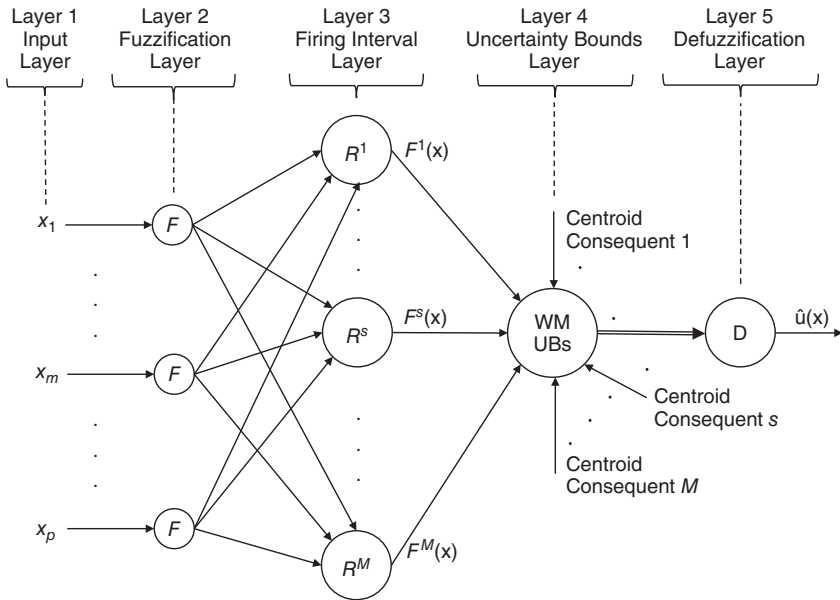 Layer 1
Input
Layer
Layer 2
Fuzzification
Layer
Layer 3
Firing Interval
Layer
Layer 4
Uncertainty Bounds
Layer
Layer 5
Defuzzification
Layer
R¹
F¹(x)
x₁
F
Centroid
Consequent 1
Rˢ
Fˢ(x)
WM
UBs
D
û(x)
xₘ
F
Centroid
Consequent s
Centroid
Consequent M
xₚ
F
Rᴹ
Fᴹ(x)